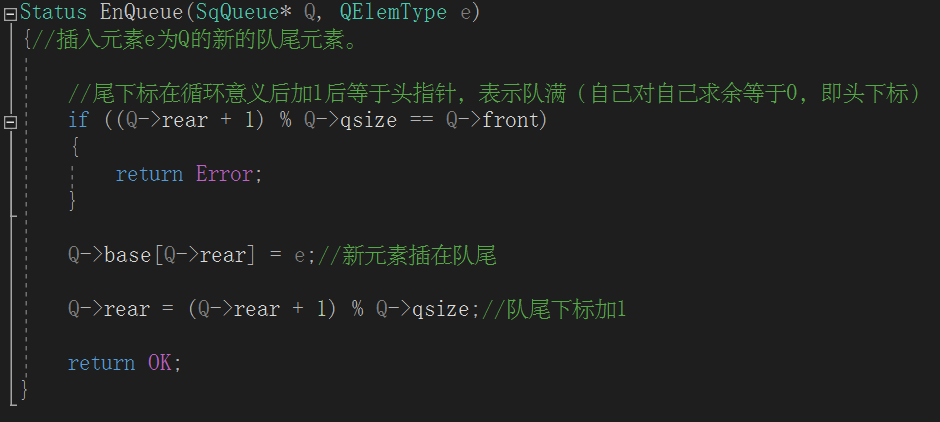 Status EnQueue(SqQueue* Q, QElemType e)
{//插入元素e为Q的新的队尾元素。
//尾下标在循环意义后加1后等于头指针，表示队满（自己对自己求余等于0，即头下标）
if ((Q->rear + 1) % Q->qsize == Q->front)
{
return Error;
}
Q->base[Q->rear] = e;//新元素插在队尾
Q->rear = (Q->rear + 1) % Q->qsize;//队尾下标加1
return OK;
}